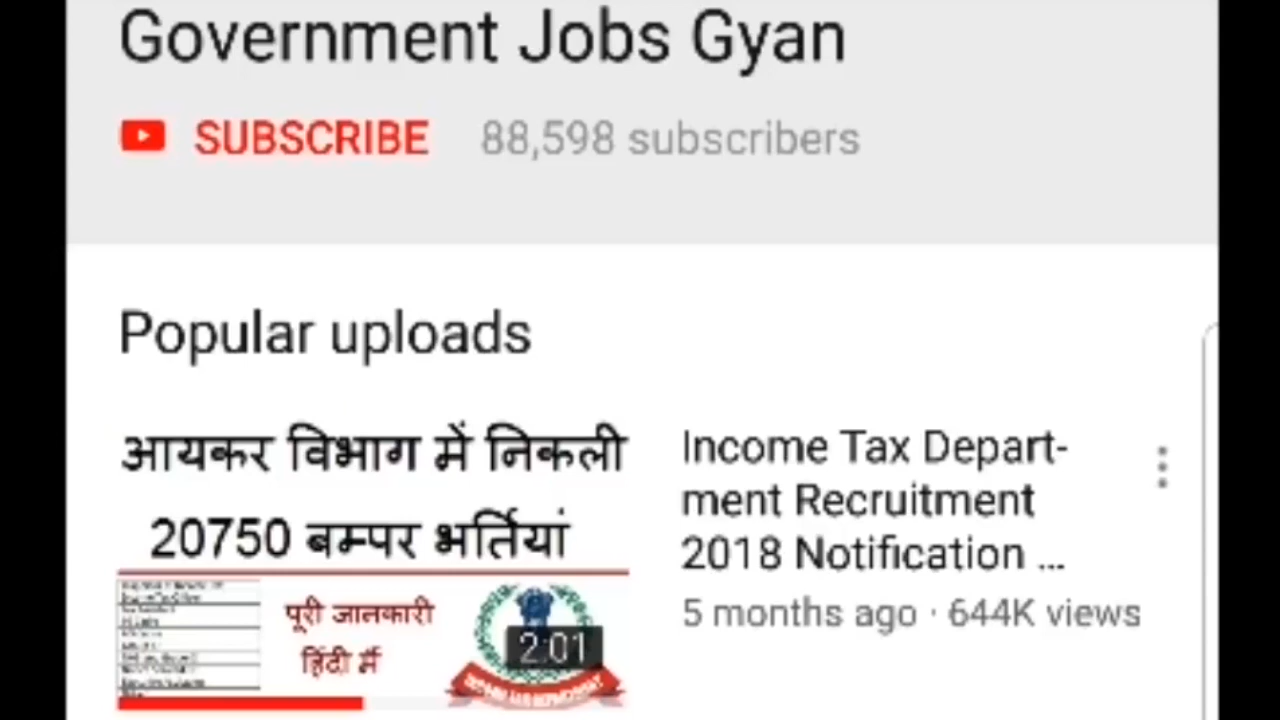 Government Jobs Gyan
SUBSCRIBE 88,598 subscribers
Popular uploads
आयकर विभाग में निकली
20750 बम्पर भर्तियां
पूरी जानकारी
हिंदी में
2:01
Income Tax Depart-
ment Recruitment
2018 Notification ...
5 months ago · 644K views